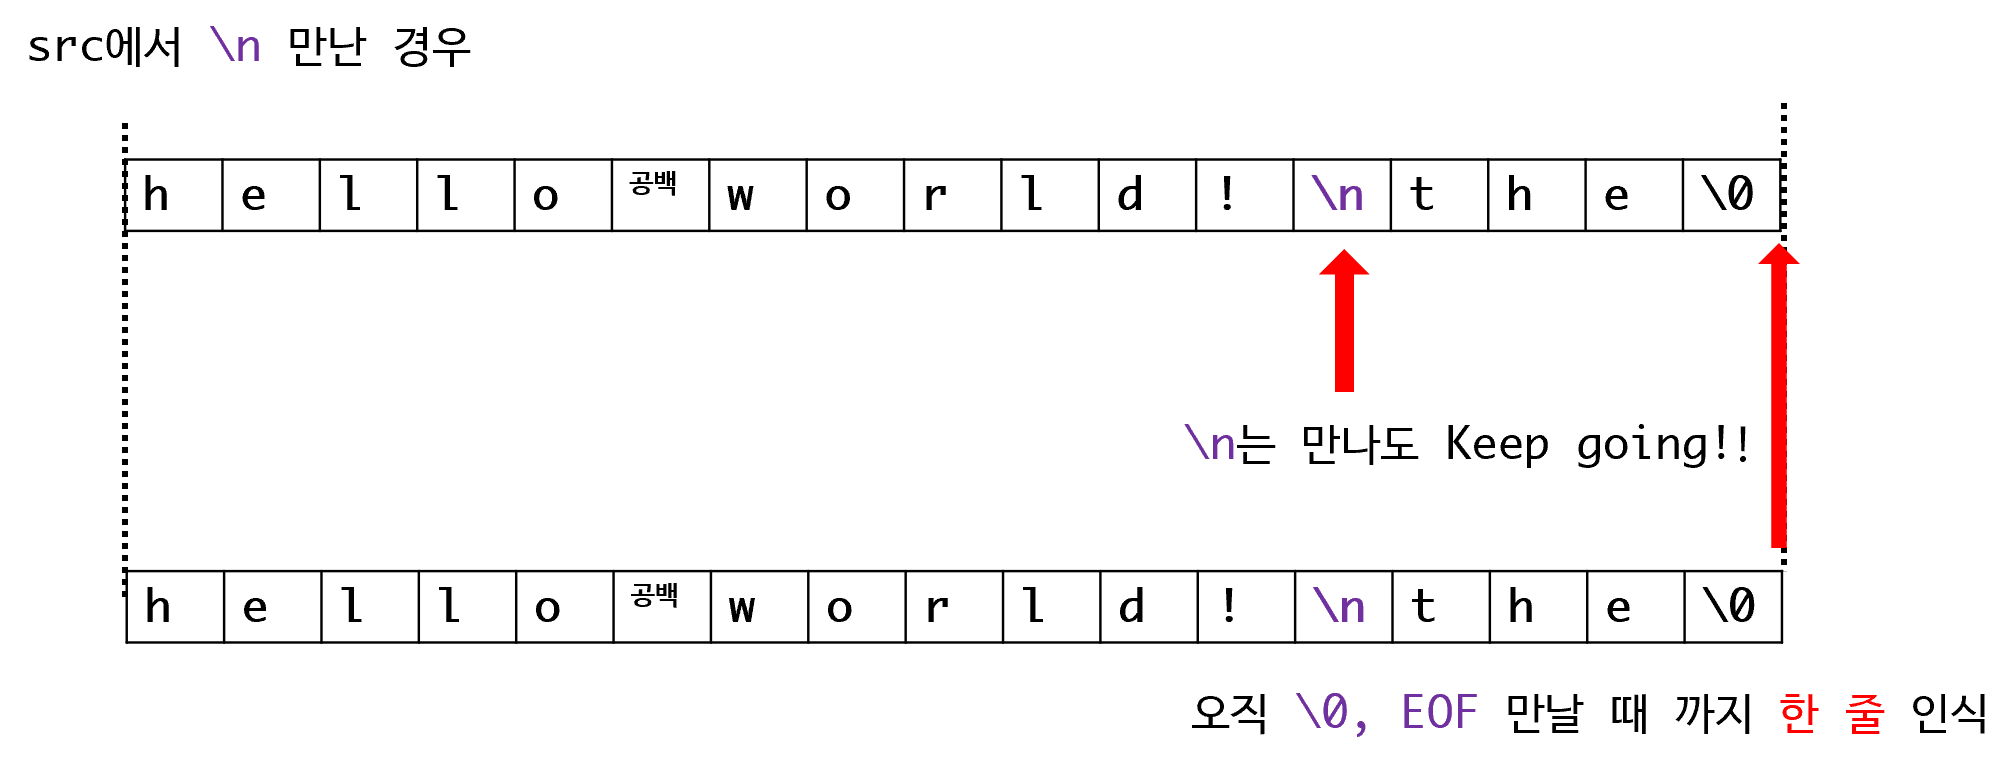 src에서 \n 만난 경우
h e l l o 공백 w o r l d ! \n t h e \0
\n는 만나도 Keep going!!
h e l l o 공백 w o r l d ! \n t h e \0
오직 \0, EOF 만날 때 까지 한 줄 인식